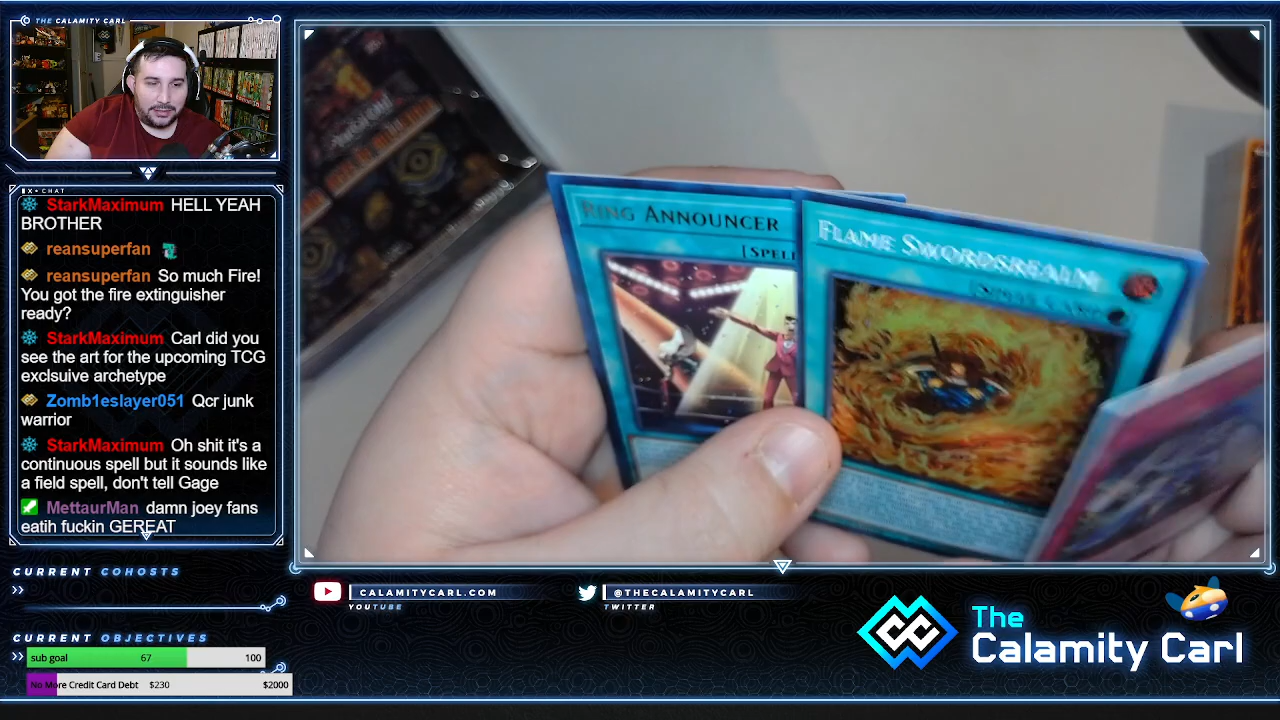 THE CALAMITY CARL
X • CHAT
StarkMaximum HELL YEAH
BROTHER
reansuperfan
reansuperfan So much Fire!
You got the fire extinguisher
ready?
StarkMaximum Carl did you
see the art for the upcoming TCG
exclsuive archetype
Zomb1eslayer051 Qcr junk
warrior
StarkMaximum Oh shit it's a
continuous spell but it sounds like
a field spell, don't tell Gage
MettaurMan damn joey fans
eatih fuckin GEREAT
CURRENT COHOSTS
CURRENT OBJECTIVES
sub goal 67 100
No More Credit Card Debt $230 $2000
RING ANNOUNCER
[SPELL
FLAME SWORDSREALM
CALAMITYCARL.COM
YOUTUBE
@THECALAMITYCARL
TWITTER
The
Calamity Carl